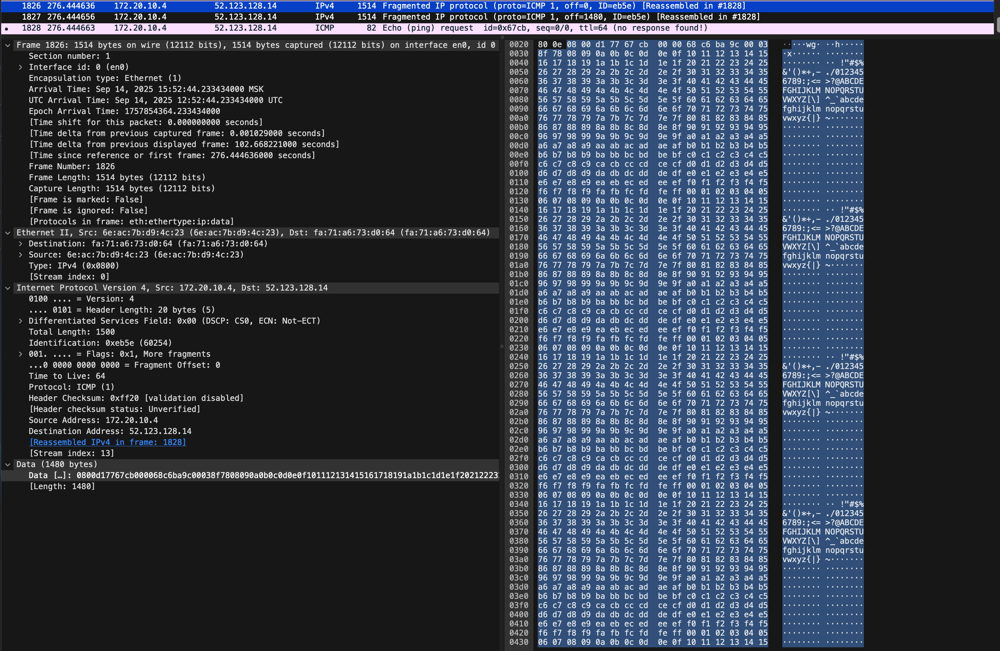 1826 276.444636 172.20.10.4 52.123.128.14 IPv4 1514 Fragmented IP protocol (proto=ICMP 1, off=0, ID=eb5e) [Reassembled in #1828]
1827 276.444656 172.20.10.4 52.123.128.14 IPv4 1514 Fragmented IP protocol (proto=ICMP 1, off=1480, ID=eb5e) [Reassembled in #1828]
1828 276.444663 172.20.10.4 52.123.128.14 ICMP 82 Echo (ping) request id=0x67cb, seq=0/0, ttl=64 (no response found!)
Frame 1826: 1514 bytes on wire (12112 bits), 1514 bytes captured (12112 bits) on interface en0, id 0
Section number: 1
Interface id: 0 (en0)
Encapsulation type: Ethernet (1)
Arrival Time: Sep 14, 2025 15:52:44.233434000 MSK
UTC Arrival Time: Sep 14, 2025 12:52:44.233434000 UTC
Epoch Arrival Time: 1757854364.233434000
[Time shift for this packet: 0.000000000 seconds]
[Time delta from previous captured frame: 0.001029000 seconds]
[Time delta from previous displayed frame: 102.668221000 seconds]
[Time since reference or first frame: 276.444636000 seconds]
Frame Number: 1826
Frame Length: 1514 bytes (12112 bits)
Capture Length: 1514 bytes (12112 bits)
[Frame is marked: False]
[Frame is ignored: False]
[Protocols in frame: eth:ethertype:ip:data]
Ethernet II, Src: 6e:ac:7b:d9:4c:23 (6e:ac:7b:d9:4c:23), Dst: fa:71:a6:73:d0:64 (fa:71:a6:73:d0:64)
Destination: fa:71:a6:73:d0:64 (fa:71:a6:73:d0:64)
Source: 6e:ac:7b:d9:4c:23 (6e:ac:7b:d9:4c:23)
Type: IPv4 (0x0800)
[Stream index: 0]
Internet Protocol Version 4, Src: 172.20.10.4, Dst: 52.123.128.14
0100 .... = Version: 4
.... 0101 = Header Length: 20 bytes (5)
Differentiated Services Field: 0x00 (DSCP: CS0, ECN: Not-ECT)
Total Length: 1500
Identification: 0xeb5e (60254)
001. .... = Flags: 0x1, More fragments
...0 0000 0000 0000 = Fragment Offset: 0
Time to Live: 64
Protocol: ICMP (1)
Header Checksum: 0xff20 [validation disabled]
[Header checksum status: Unverified]
Source Address: 172.20.10.4
Destination Address: 52.123.128.14
[Reassembled IPv4 in frame: 1828]
[Stream index: 13]
Data (1480 bytes)
Data […]: 0800d17767cb000068c6ba9c00038f7808090a0b0c0d0e0f101112131415161718191a1b1c1d1e1f20212223
[Length: 1480]
0020 80 0e 08 00 d1 77 67 cb 00 00 68 c6 ba 9c 00 03 ·····wg· ··h·····
0030 8f 78 08 09 0a 0b 0c 0d 0e 0f 10 11 12 13 14 15 ·x······ ········
0040 16 17 18 19 1a 1b 1c 1d 1e 1f 20 21 22 23 24 25 ········ ·· !"#$%
0050 26 27 28 29 2a 2b 2c 2d 2e 2f 30 31 32 33 34 35 &'()*+,- ./012345
0060 36 37 38 39 3a 3b 3c 3d 3e 3f 40 41 42 43 44 45 6789:;<= >?@ABCDE
0070 46 47 48 49 4a 4b 4c 4d 4e 4f 50 51 52 53 54 55 FGHIJKLM NOPQRSTU
0080 56 57 58 59 5a 5b 5c 5d 5e 5f 60 61 62 63 64 65 VWXYZ[\] ^_`abcde
0090 66 67 68 69 6a 6b 6c 6d 6e 6f 70 71 72 73 74 75 fghijklm nopqrstu
00a0 76 77 78 79 7a 7b 7c 7d 7e 7f 80 81 82 83 84 85 vwxyz{|} ~·······
00b0 86 87 88 89 8a 8b 8c 8d 8e 8f 90 91 92 93 94 95 ········ ········
00c0 96 97 98 99 9a 9b 9c 9d 9e 9f a0 a1 a2 a3 a4 a5 ········ ········
00d0 a6 a7 a8 a9 aa ab ac ad ae af b0 b1 b2 b3 b4 b5 ········ ········
00e0 b6 b7 b8 b9 ba bb bc bd be bf c0 c1 c2 c3 c4 c5 ········ ········
00f0 c6 c7 c8 c9 ca cb cc cd ce cf d0 d1 d2 d3 d4 d5 ········ ········
0100 d6 d7 d8 d9 da db dc dd de df e0 e1 e2 e3 e4 e5 ········ ········
0110 e6 e7 e8 e9 ea eb ec ed ee ef f0 f1 f2 f3 f4 f5 ········ ········
0120 f6 f7 f8 f9 fa fb fc fd fe ff 00 01 02 03 04 05 ········ ········
0130 06 07 08 09 0a 0b 0c 0d 0e 0f 10 11 12 13 14 15 ········ ········
0140 16 17 18 19 1a 1b 1c 1d 1e 1f 20 21 22 23 24 25 ········ ·· !"#$%
0150 26 27 28 29 2a 2b 2c 2d 2e 2f 30 31 32 33 34 35 &'()*+,- ./012345
0160 36 37 38 39 3a 3b 3c 3d 3e 3f 40 41 42 43 44 45 6789:;<= >?@ABCDE
0170 46 47 48 49 4a 4b 4c 4d 4e 4f 50 51 52 53 54 55 FGHIJKLM NOPQRSTU
0180 56 57 58 59 5a 5b 5c 5d 5e 5f 60 61 62 63 64 65 VWXYZ[\] ^_`abcde
0190 66 67 68 69 6a 6b 6c 6d 6e 6f 70 71 72 73 74 75 fghijklm nopqrstu
01a0 76 77 78 79 7a 7b 7c 7d 7e 7f 80 81 82 83 84 85 vwxyz{|} ~·······
01b0 86 87 88 89 8a 8b 8c 8d 8e 8f 90 91 92 93 94 95 ········ ········
01c0 96 97 98 99 9a 9b 9c 9d 9e 9f a0 a1 a2 a3 a4 a5 ········ ········
01d0 a6 a7 a8 a9 aa ab ac ad ae af b0 b1 b2 b3 b4 b5 ········ ········
01e0 b6 b7 b8 b9 ba bb bc bd be bf c0 c1 c2 c3 c4 c5 ········ ········
01f0 c6 c7 c8 c9 ca cb cc cd ce cf d0 d1 d2 d3 d4 d5 ········ ········
0200 d6 d7 d8 d9 da db dc dd de df e0 e1 e2 e3 e4 e5 ········ ········
0210 e6 e7 e8 e9 ea eb ec ed ee ef f0 f1 f2 f3 f4 f5 ········ ········
0220 f6 f7 f8 f9 fa fb fc fd fe ff 00 01 02 03 04 05 ········ ········
0230 06 07 08 09 0a 0b 0c 0d 0e 0f 10 11 12 13 14 15 ········ ········
0240 16 17 18 19 1a 1b 1c 1d 1e 1f 20 21 22 23 24 25 ········ ·· !"#$%
0250 26 27 28 29 2a 2b 2c 2d 2e 2f 30 31 32 33 34 35 &'()*+,- ./012345
0260 36 37 38 39 3a 3b 3c 3d 3e 3f 40 41 42 43 44 45 6789:;<= >?@ABCDE
0270 46 47 48 49 4a 4b 4c 4d 4e 4f 50 51 52 53 54 55 FGHIJKLM NOPQRSTU
0280 56 57 58 59 5a 5b 5c 5d 5e 5f 60 61 62 63 64 65 VWXYZ[\] ^_`abcde
0290 66 67 68 69 6a 6b 6c 6d 6e 6f 70 71 72 73 74 75 fghijklm nopqrstu
02a0 76 77 78 79 7a 7b 7c 7d 7e 7f 80 81 82 83 84 85 vwxyz{|} ~·······
02b0 86 87 88 89 8a 8b 8c 8d 8e 8f 90 91 92 93 94 95 ········ ········
02c0 96 97 98 99 9a 9b 9c 9d 9e 9f a0 a1 a2 a3 a4 a5 ········ ········
02d0 a6 a7 a8 a9 aa ab ac ad ae af b0 b1 b2 b3 b4 b5 ········ ········
02e0 b6 b7 b8 b9 ba bb bc bd be bf c0 c1 c2 c3 c4 c5 ········ ········
02f0 c6 c7 c8 c9 ca cb cc cd ce cf d0 d1 d2 d3 d4 d5 ········ ········
0300 d6 d7 d8 d9 da db dc dd de df e0 e1 e2 e3 e4 e5 ········ ········
0310 e6 e7 e8 e9 ea eb ec ed ee ef f0 f1 f2 f3 f4 f5 ········ ········
0320 f6 f7 f8 f9 fa fb fc fd fe ff 00 01 02 03 04 05 ········ ········
0330 06 07 08 09 0a 0b 0c 0d 0e 0f 10 11 12 13 14 15 ········ ········
0340 16 17 18 19 1a 1b 1c 1d 1e 1f 20 21 22 23 24 25 ········ ·· !"#$%
0350 26 27 28 29 2a 2b 2c 2d 2e 2f 30 31 32 33 34 35 &'()*+,- ./012345
0360 36 37 38 39 3a 3b 3c 3d 3e 3f 40 41 42 43 44 45 6789:;<= >?@ABCDE
0370 46 47 48 49 4a 4b 4c 4d 4e 4f 50 51 52 53 54 55 FGHIJKLM NOPQRSTU
0380 56 57 58 59 5a 5b 5c 5d 5e 5f 60 61 62 63 64 65 VWXYZ[\] ^_`abcde
0390 66 67 68 69 6a 6b 6c 6d 6e 6f 70 71 72 73 74 75 fghijklm nopqrstu
03a0 76 77 78 79 7a 7b 7c 7d 7e 7f 80 81 82 83 84 85 vwxyz{|} ~·······
03b0 86 87 88 89 8a 8b 8c 8d 8e 8f 90 91 92 93 94 95 ········ ········
03c0 96 97 98 99 9a 9b 9c 9d 9e 9f a0 a1 a2 a3 a4 a5 ········ ········
03d0 a6 a7 a8 a9 aa ab ac ad ae af b0 b1 b2 b3 b4 b5 ········ ········
03e0 b6 b7 b8 b9 ba bb bc bd be bf c0 c1 c2 c3 c4 c5 ········ ········
03f0 c6 c7 c8 c9 ca cb cc cd ce cf d0 d1 d2 d3 d4 d5 ········ ········
0400 d6 d7 d8 d9 da db dc dd de df e0 e1 e2 e3 e4 e5 ········ ········
0410 e6 e7 e8 e9 ea eb ec ed ee ef f0 f1 f2 f3 f4 f5 ········ ········
0420 f6 f7 f8 f9 fa fb fc fd fe ff 00 01 02 03 04 05 ········ ········
0430 06 07 08 09 0a 0b 0c 0d 0e 0f 10 11 12 13 14 15 ········ ········